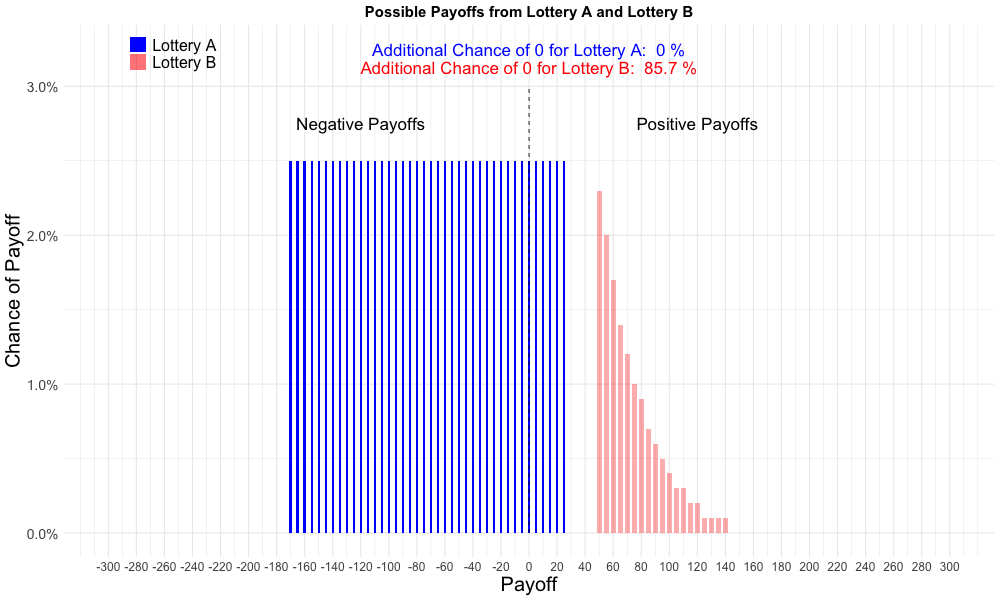 Possible Payoffs from Lottery A and Lottery B
Lottery A
Lottery B
Additional Chance of 0 for Lottery A:  0 %
Additional Chance of 0 for Lottery B:  85.7 %
Negative Payoffs
Positive Payoffs
Chance of Payoff
3.0%
2.0%
1.0%
0.0%
-300 -280 -260 -240 -220 -200 -180 -160 -140 -120 -100 -80 -60 -40 -20 0 20 40 60 80 100 120 140 160 180 200 220 240 260 280 300
Payoff